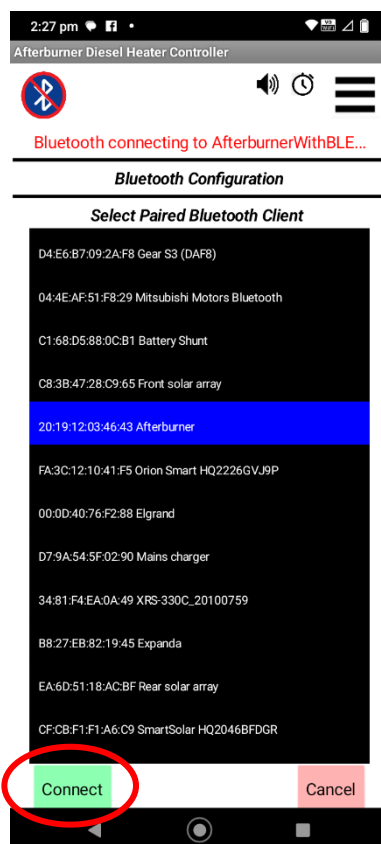 2:27 pm
Afterburner Diesel Heater Controller
Bluetooth connecting to AfterburnerWithBLE...
Bluetooth Configuration
Select Paired Bluetooth Client
D4:E6:B7:09:2A:F8 Gear S3 (DAF8)
04:4E:AF:51:F8:29 Mitsubishi Motors Bluetooth
C1:68:D5:88:0C:B1 Battery Shunt
C8:3B:47:28:C9:65 Front solar array
20:19:12:03:46:43 Afterburner
FA:3C:12:10:41:F5 Orion Smart HQ2226GVJ9P
00:0D:40:76:F2:88 Elgrand
D7:9A:54:5F:02:90 Mains charger
34:81:F4:EA:0A:49 XRS-330C_20100759
B8:27:EB:82:19:45 Expanda
EA:6D:51:18:AC:BF Rear solar array
CF:CB:F1:F1:A6:C9 SmartSolar HQ2046BFDGR
Connect Cancel